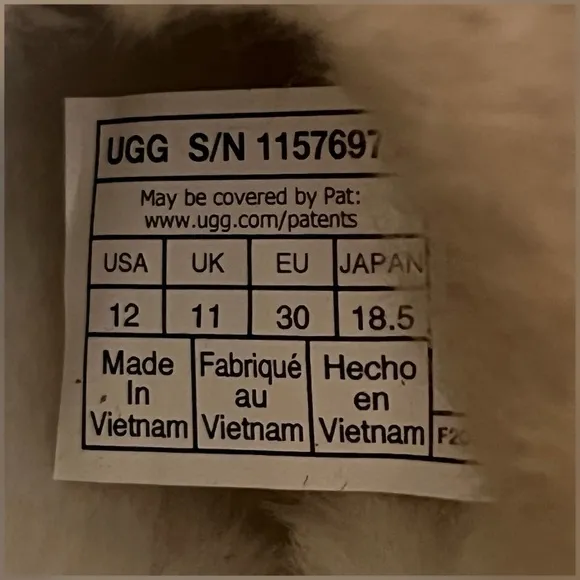 UGG S/N 1157697
May be covered by Pat:
www.ugg.com/patents
USA UK EU JAPAN
12 11 30 18.5
Made
In
Vietnam
Fabriqué
au
Vietnam
Hecho
en
Vietnam